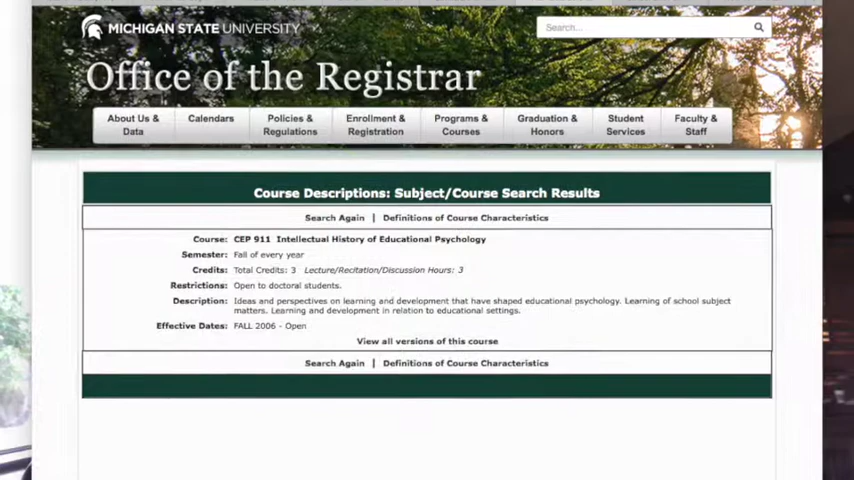 MICHIGAN STATE UNIVERSITY
Search...
Office of the Registrar
About Us & Data
Calendars
Policies & Regulations
Enrollment & Registration
Programs & Courses
Graduation & Honors
Student Services
Faculty & Staff
Course Descriptions: Subject/Course Search Results
Search Again | Definitions of Course Characteristics
Course: CEP 911 Intellectual History of Educational Psychology
Semester: Fall of every year
Credits: Total Credits: 3 Lecture/Recitation/Discussion Hours: 3
Restrictions: Open to doctoral students.
Description: Ideas and perspectives on learning and development that have shaped educational psychology. Learning of school subject
matters. Learning and development in relation to educational settings.
Effective Dates: FALL 2006 - Open
View all versions of this course
Search Again | Definitions of Course Characteristics